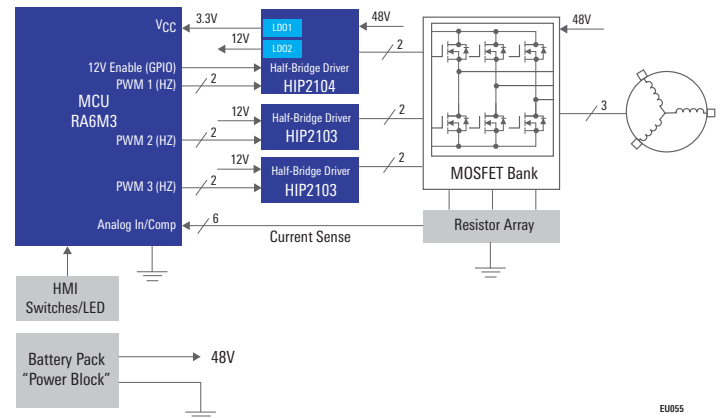 VCC
3.3V
LDO1
48V
12V
LDO2
2
48V
12V Enable (GPIO)
Half-Bridge Driver
HIP2104
PWM 1 (HZ)
2
MCU
RA6M3
12V
Half-Bridge Driver
HIP2103
2
PWM 2 (HZ)
2
3
12V
Half-Bridge Driver
HIP2103
2
MOSFET Bank
PWM 3 (HZ)
2
Analog In/Comp
6
Current Sense
Resistor Array
HMI
Switches/LED
Battery Pack
“Power Block”
48V
EU055